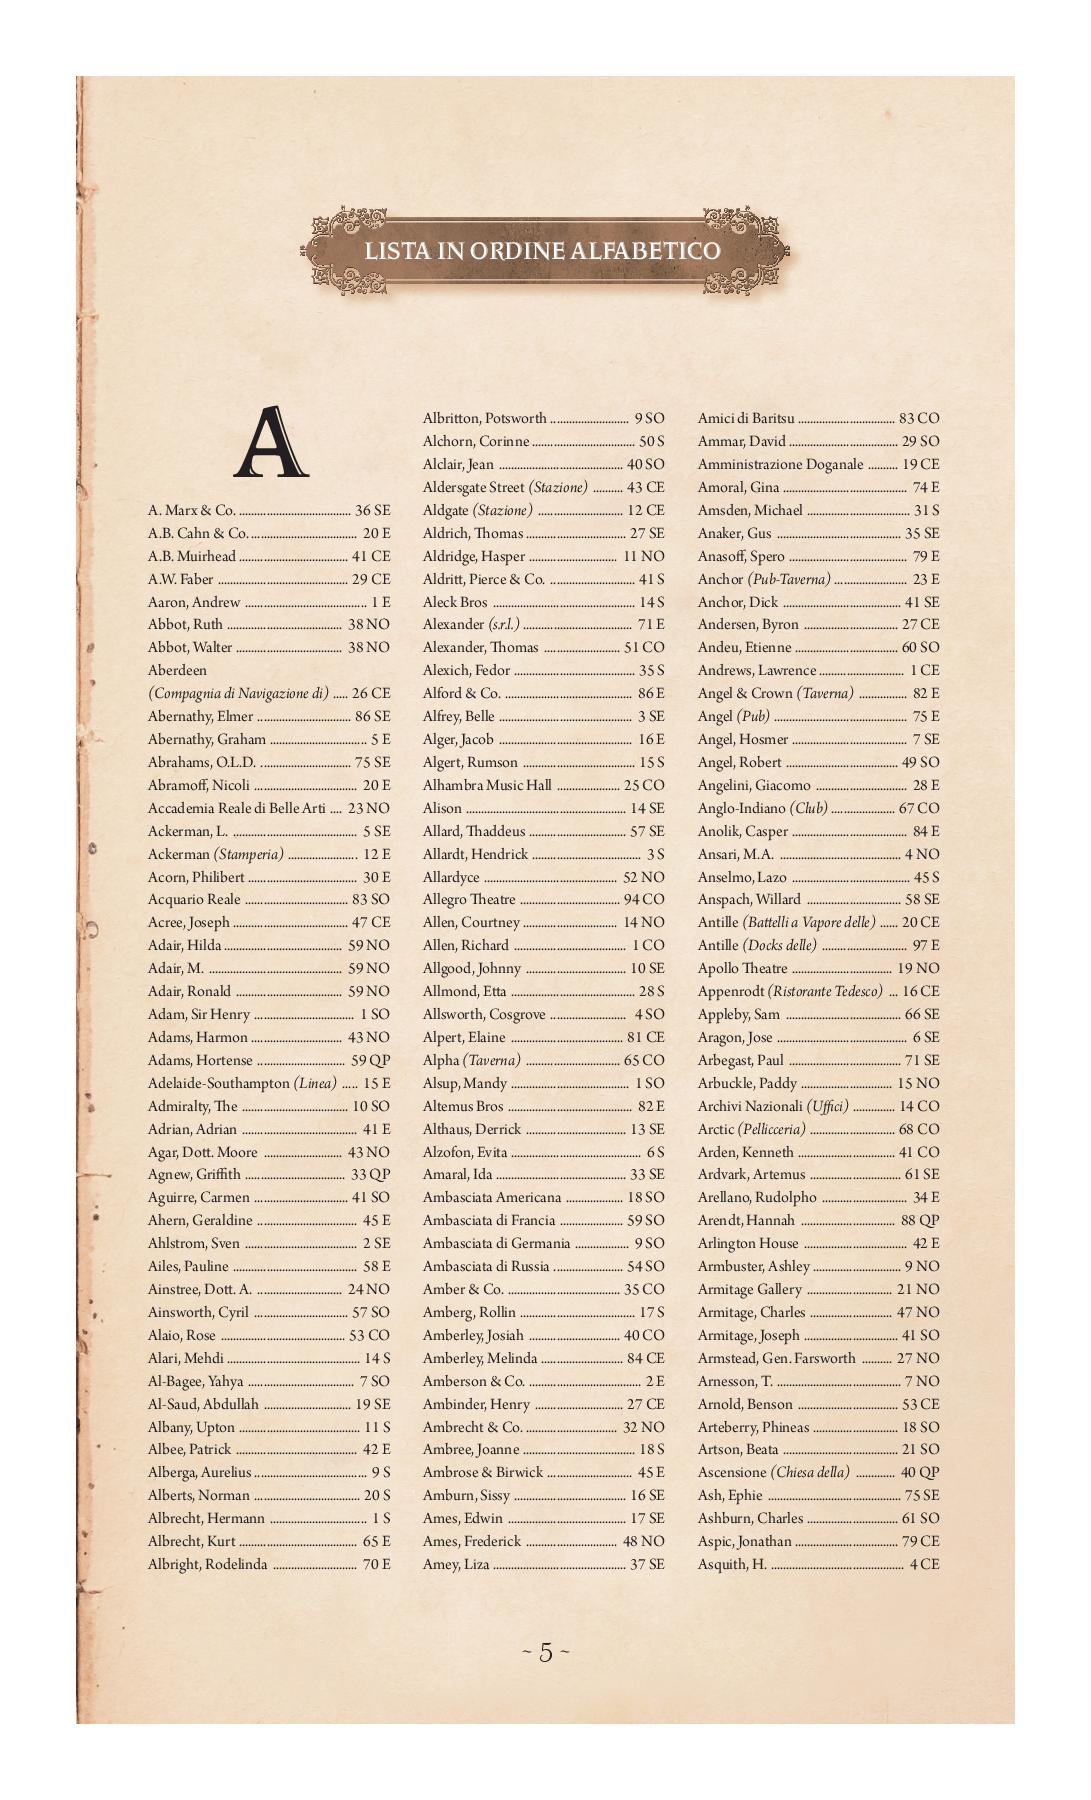 LISTA IN ORDINE ALFABETICO
A
A. Marx & Co. .................................. 36 SE
A.B. Cahn & Co. ................................ 20 E
A.B. Muirhead .................................. 41 CE
A.W. Faber ........................................ 29 CE
Aaron, Andrew ..................................... 1 E
Abbot, Ruth ................................... 38 NO
Abbot, Walter ................................ 38 NO
Aberdeen
(Compagnia di Navigazione di) ..... 26 CE
Abernathy, Elmer ............................ 86 SE
Abernathy, Graham ............................. 5 E
Abrahams, O.L.D. ........................... 75 SE
Abramoff, Nicoli ................................ 20 E
Accademia Reale di Belle Arti .... 23 NO
Ackerman, L. ...................................... 5 SE
Ackerman (Stamperia) ..................... 12 E
Acorn, Philibert ................................. 30 E
Acquario Reale ................................ 83 SO
Acree, Joseph ................................... 47 CE
Adair, Hilda .................................... 59 NO
Adair, M. ........................................ 59 NO
Adair, Ronald ................................ 59 NO
Adam, Sir Henry ................................ 1 SO
Adams, Harmon ............................ 43 NO
Adams, Hortense ........................... 59 QP
Adelaide-Southampton (Linea) ..... 15 E
Admiralty, The ................................ 10 SO
Adrian, Adrian ................................... 41 E
Agar, Dott. Moore ........................ 43 NO
Agnew, Griffith .............................. 33 QP
Aguirre, Carmen ............................. 41 SO
Ahern, Geraldine .............................. 45 E
Ahlstrom, Sven .................................. 2 SE
Ailes, Pauline ..................................... 58 E
Ainstree, Dott. A. .......................... 24 NO
Ainsworth, Cyril ............................. 57 SO
Alaio, Rose ...................................... 53 CO
Alari, Mehdi ........................................ 14 S
Al-Bagee, Yahya ................................ 7 SO
Al-Saud, Abdullah .......................... 19 SE
Albany, Upton ..................................... 11 S
Albee, Patrick ..................................... 42 E
Alberga, Aurelius ................................. 9 S
Alberts, Norman ................................ 20 S
Albrecht, Hermann ............................. 1 S
Albrecht, Kurt .................................... 65 E
Albright, Rodelinda ......................... 70 E
Albritton, Potsworth ........................ 9 SO
Alchorn, Corinne ............................... 50 S
Alclair, Jean ...................................... 40 SO
Aldersgate Street (Stazione) ......... 43 CE
Aldgate (Stazione) ........................... 12 CE
Aldrich, Thomas ............................... 27 SE
Aldridge, Hasper ........................... 11 NO
Aldritt, Pierce & Co. .......................... 41 S
Aleck Bros ........................................... 14 S
Alexander (s.r.l.) ................................. 71 E
Alexander, Thomas ........................ 51 CO
Alexich, Fedor ..................................... 35 S
Alford & Co. ....................................... 86 E
Alfrey, Belle ........................................ 3 SE
Alger, Jacob ......................................... 16 E
Algert, Rumson ................................... 15 S
Alhambra Music Hall ..................... 25 CO
Alison ................................................. 14 SE
Allard, Thaddeus .............................. 57 SE
Allardt, Hendrick ................................. 3 S
Allardyce ........................................ 52 NO
Allegro Theatre ................................ 94 CO
Allen, Courtney ............................. 14 NO
Allen, Richard .................................... 1 CO
Allgood, Johnny ............................... 10 SE
Allmond, Etta ..................................... 28 S
Allsworth, Cosgrove ........................ 4 SO
Alpert, Elaine ................................... 81 CE
Alpha (Taverna) .............................. 65 CO
Alsup, Mandy ..................................... 1 SO
Altemus Bros ....................................... 82 E
Althaus, Derrick ............................... 13 SE
Alzofon, Evita ....................................... 6 S
Amaral, Ida ........................................ 33 SE
Ambasciata Americana .................. 18 SO
Ambasciata di Francia .................... 59 SO
Ambasciata di Germania ................. 9 SO
Ambasciata di Russia ...................... 54 SO
Amber & Co. .................................... 35 CO
Amberg, Rollin .................................... 17 S
Amberley, Josiah ............................. 40 CO
Amberley, Melinda ......................... 84 CE
Amberson & Co. .................................. 2 E
Ambinder, Henry ............................ 27 CE
Ambrecht & Co. ............................ 32 NO
Ambree, Joanne .................................. 18 S
Ambrose & Birwick .......................... 45 E
Amburn, Sissy ................................... 16 SE
Ames, Edwin ..................................... 17 SE
Ames, Frederick ............................ 48 NO
Amey, Liza ......................................... 37 SE
Amici di Baritsu ............................... 83 CO
Ammar, David .................................. 29 SO
Amministrazione Doganale ......... 19 CE
Amoral, Gina ...................................... 74 E
Amsden, Michael ............................... 31 S
Anaker, Gus ...................................... 35 SE
Anasoff, Spero .................................... 79 E
Anchor (Pub-Taverna) ...................... 23 E
Anchor, Dick .................................... 41 SE
Andersen, Byron ............................. 27 CE
Andeu, Etienne ................................ 60 SO
Andrews, Lawrence ......................... 1 CE
Angel & Crown (Taverna) .............. 82 E
Angel (Pub) ......................................... 75 E
Angel, Hosmer ................................... 7 SE
Angel, Robert ................................... 49 SO
Angelini, Giacomo ............................ 28 E
Anglo-Indiano (Club) .................... 67 CO
Anolik, Casper .................................... 84 E
Ansari, M.A. ...................................... 4 NO
Anselmo, Lazo .................................... 45 S
Anspach, Willard ............................. 58 SE
Antille (Battelli a Vapore delle) ...... 20 CE
Antille (Docks delle) .......................... 97 E
Apollo Theatre ............................... 19 NO
Appenrodt (Ristorante Tedesco) ... 16 CE
Appleby, Sam ................................... 66 SE
Aragon, Jose ......................................... 6 SE
Arbegast, Paul .................................. 71 SE
Arbuckle, Paddy ............................ 15 NO
Archivi Nazionali (Uffici) ............. 14 CO
Arctic (Pellicceria) ........................... 68 CO
Arden, Kenneth .............................. 41 CO
Ardvark, Artemus ............................ 61 SE
Arellano, Rudolpho ........................... 34 E
Arendt, Hannah .............................. 88 QP
Arlington House ................................ 42 E
Armbuster, Ashley ............................ 9 NO
Armitage Gallery ........................... 21 NO
Armitage, Charles .......................... 47 NO
Armitage, Joseph ............................. 41 SO
Armstead, Gen. Farsworth ......... 27 NO
Arnesson, T. ...................................... 7 NO
Arnold, Benson ................................ 53 CE
Arteberry, Phineas ........................... 18 SO
Artson, Beata .................................... 21 SO
Ascensione (Chiesa della) ............ 40 QP
Ash, Ephie ......................................... 75 SE
Ashburn, Charles ............................. 61 SO
Aspic, Jonathan ................................. 79 CE
Asquith, H. ......................................... 4 CE
~ 5 ~